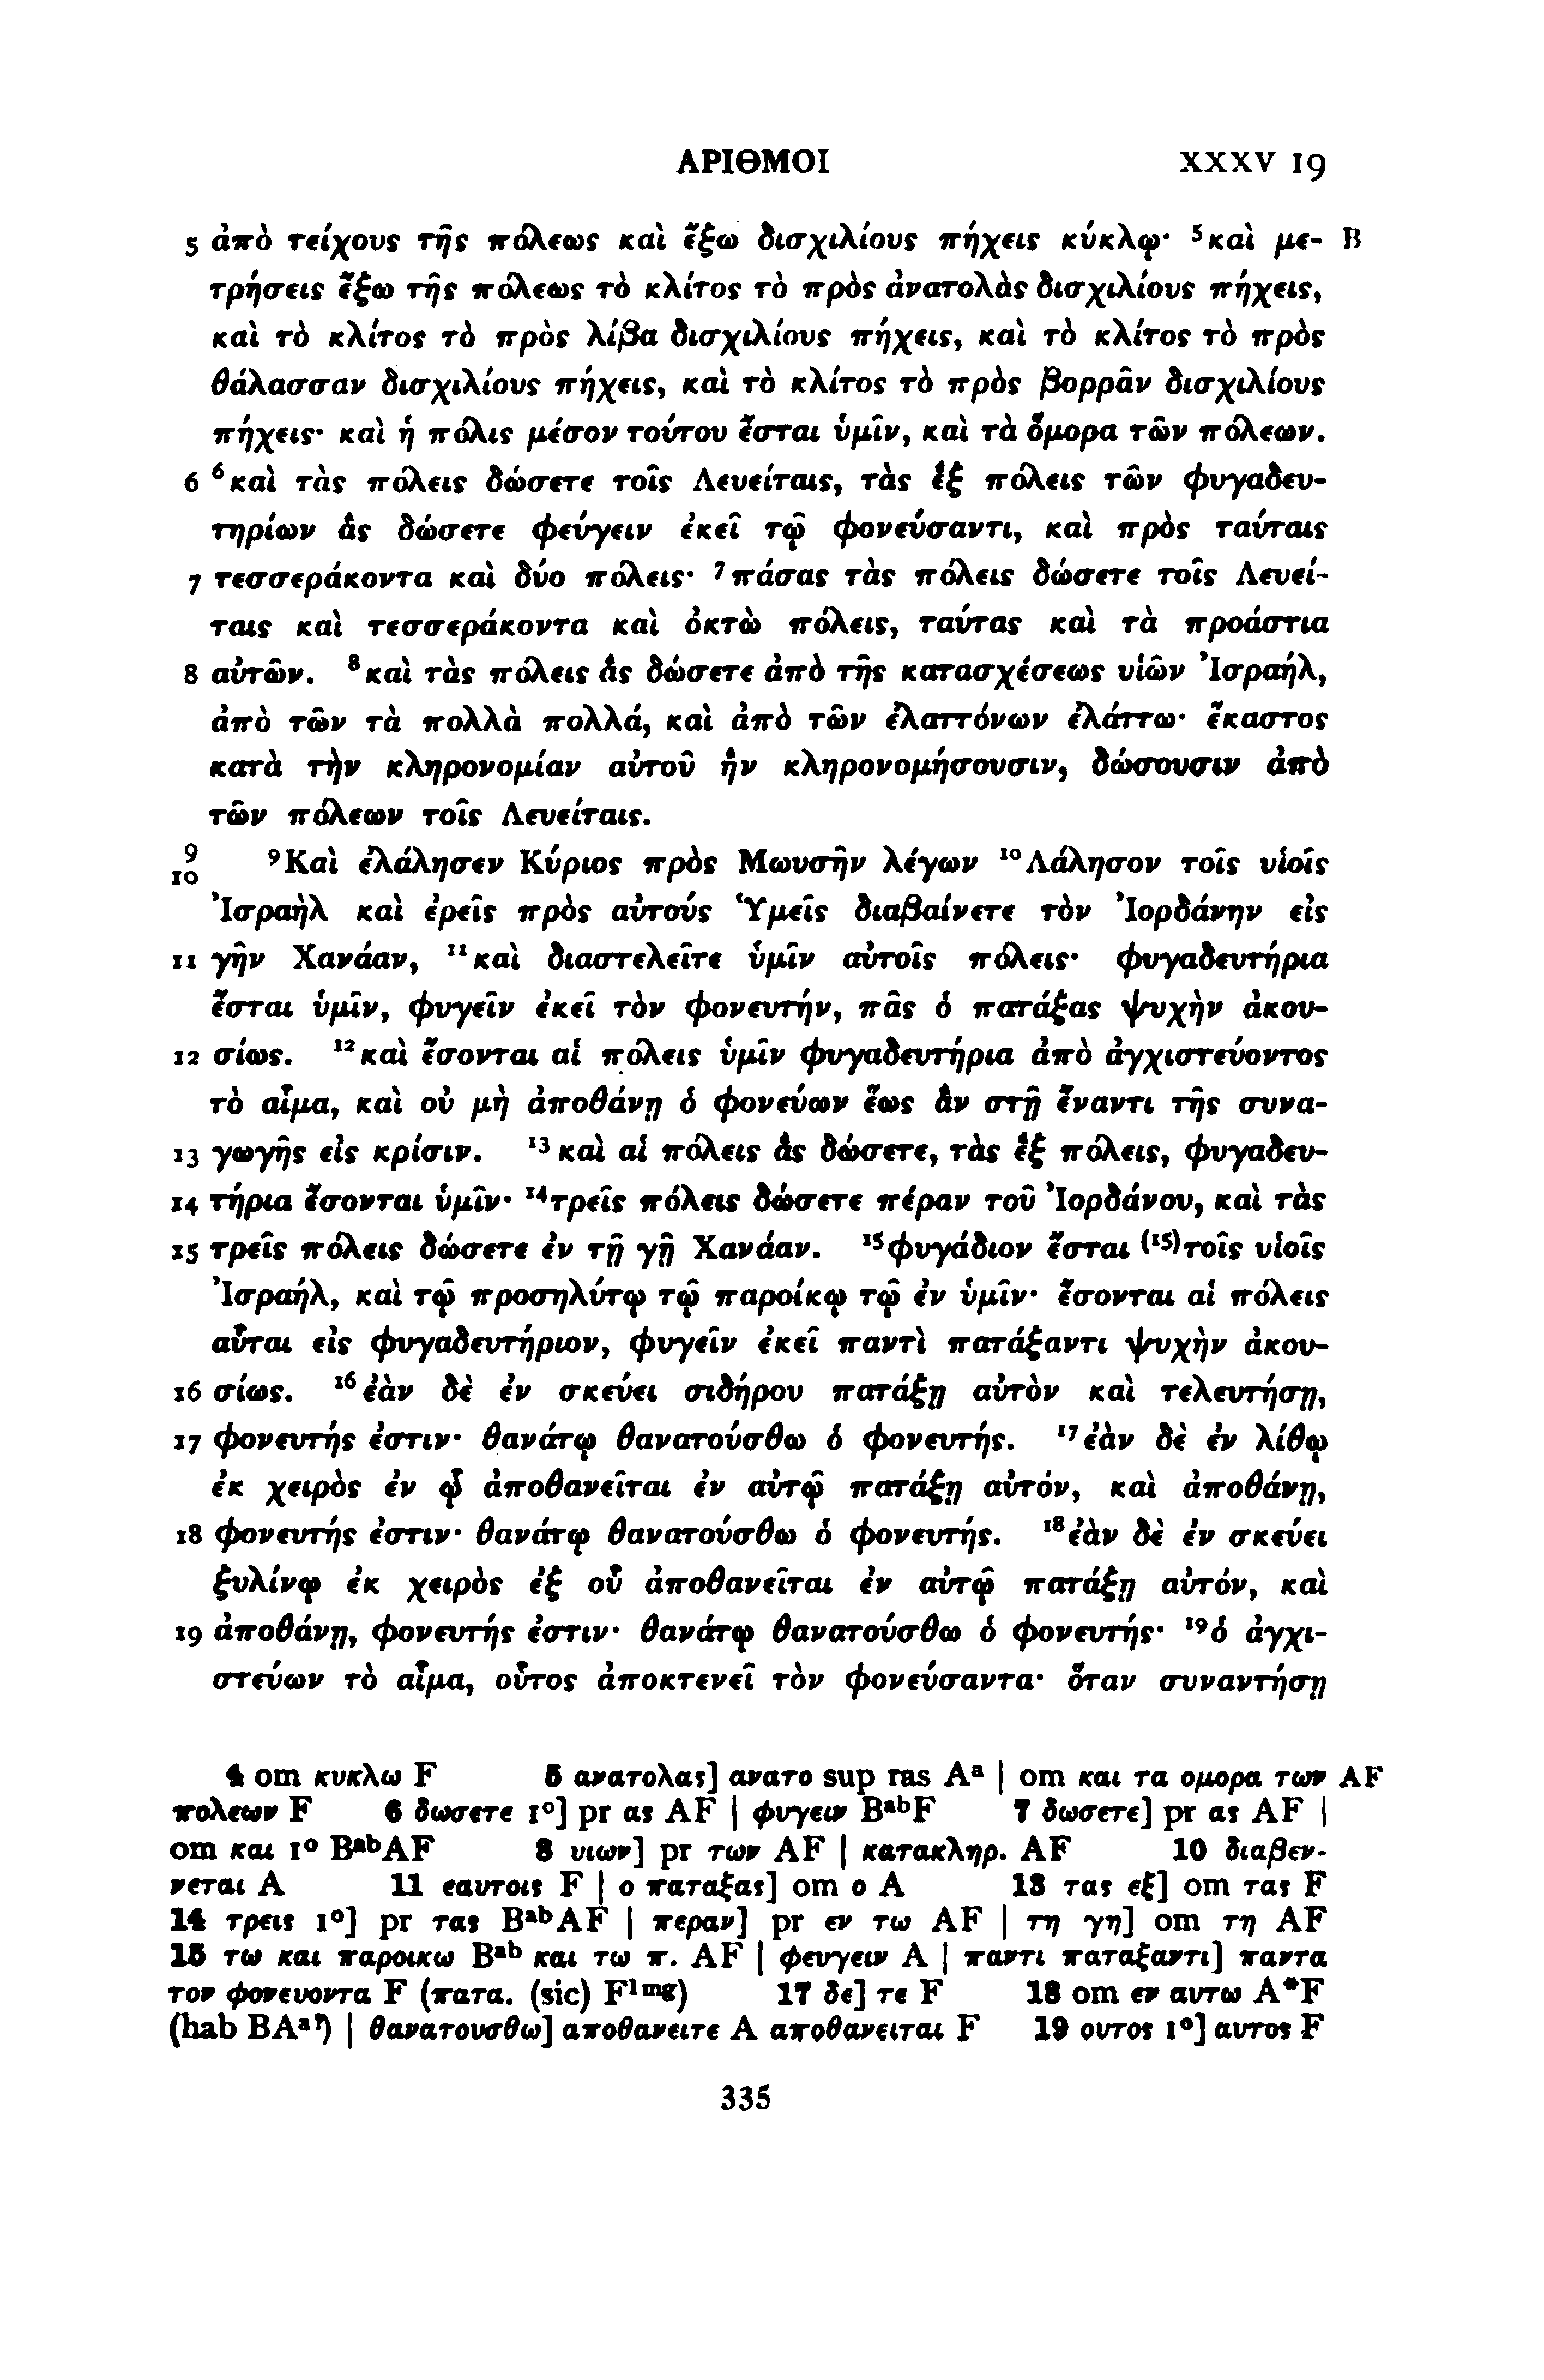 ΑΡΙΘΜΟΙ XXXV 19
5 ἀπὸ τείχους τῆς πόλεως καὶ ἔξω δισχιλίους πήχεις κύκλῳ· ⁵καὶ με- B
τρήσεις ἔξω τῆς πόλεως τὸ κλίτος τὸ πρὸς ἀνατολὰς δισχιλίους πήχεις,
καὶ τὸ κλίτος τὸ πρὸς λίβα δισχιλίους πήχεις, καὶ τὸ κλίτος τὸ πρὸς
θάλασσαν δισχιλίους πήχεις, καὶ τὸ κλίτος τὸ πρὸς βορρᾶν δισχιλίους
πήχεις· καὶ ἡ πόλις μέσον τούτου ἔσται ὑμῖν, καὶ τὰ ὅμορα τῶν πόλεων.
6 ⁶καὶ τὰς πόλεις δώσετε τοῖς Λευείταις, τὰς ἓξ πόλεις τῶν φυγαδευ-
τηρίων ἃς δώσετε φεύγειν ἐκεῖ τῷ φονεύσαντι, καὶ πρὸς ταύταις
7 τεσσεράκοντα καὶ δύο πόλεις· ⁷πάσας τὰς πόλεις δώσετε τοῖς Λευεί-
ταις καὶ τεσσεράκοντα καὶ ὀκτὼ πόλεις, ταύτας καὶ τὰ προάστια
8 αὐτῶν. ⁸καὶ τὰς πόλεις ἃς δώσετε ἀπὸ τῆς κατασχέσεως υἱῶν Ἰσραήλ,
ἀπὸ τῶν τὰ πολλὰ πολλά, καὶ ἀπὸ τῶν ἐλαττόνων ἐλάττω· ἕκαστος
κατὰ τὴν κληρονομίαν αὐτοῦ ἣν κληρονομήσουσιν, δώσουσιν ἀπὸ
τῶν πόλεων τοῖς Λευείταις.
9 10 ⁹Καὶ ἐλάλησεν Κύριος πρὸς Μωυσῆν λέγων ¹⁰Λάλησον τοῖς υἱοῖς
Ἰσραὴλ καὶ ἐρεῖς πρὸς αὐτούς Ὑμεῖς διαβαίνετε τὸν Ἰορδάνην εἰς
11 γῆν Χανάαν, ¹¹καὶ διαστελεῖτε ὑμῖν αὐτοῖς πόλεις· φυγαδευτήρια
ἔσται ὑμῖν, φυγεῖν ἐκεῖ τὸν φονευτήν, πᾶς ὁ πατάξας ψυχὴν ἀκου-
12 σίως. ¹²καὶ ἔσονται αἱ πόλεις ὑμῖν φυγαδευτήρια ἀπὸ ἀγχιστεύοντος
τὸ αἷμα, καὶ οὐ μὴ ἀποθάνῃ ὁ φονεύων ἕως ἂν στῇ ἔναντι τῆς συνα-
13 γωγῆς εἰς κρίσιν. ¹³καὶ αἱ πόλεις ἃς δώσετε, τὰς ἓξ πόλεις, φυγαδευ-
14 τήρια ἔσονται ὑμῖν· ¹⁴τρεῖς πόλεις δώσετε πέραν τοῦ Ἰορδάνου, καὶ τὰς
15 τρεῖς πόλεις δώσετε ἐν τῇ γῇ Χανάαν. ¹⁵φυγάδιον ἔσται ⁽¹⁵⁾τοῖς υἱοῖς
Ἰσραήλ, καὶ τῷ προσηλύτῳ τῷ παροίκῳ τῷ ἐν ὑμῖν· ἔσονται αἱ πόλεις
αὗται εἰς φυγαδευτήριον, φυγεῖν ἐκεῖ παντὶ πατάξαντι ψυχὴν ἀκου-
16 σίως. ¹⁶ἐὰν δὲ ἐν σκεύει σιδήρου πατάξῃ αὐτὸν καὶ τελευτήσῃ,
17 φονευτής ἐστιν· θανάτῳ θανατούσθω ὁ φονευτής. ¹⁷ἐὰν δὲ ἐν λίθῳ
ἐκ χειρὸς ἐν ᾧ ἀποθανεῖται ἐν αὐτῷ πατάξῃ αὐτόν, καὶ ἀποθάνῃ,
18 φονευτής ἐστιν· θανάτῳ θανατούσθω ὁ φονευτής. ¹⁸ἐὰν δὲ ἐν σκεύει
ξυλίνῳ ἐκ χειρὸς ἐξ οὗ ἀποθανεῖται ἐν αὐτῷ πατάξῃ αὐτόν, καὶ
19 ἀποθάνῃ, φονευτής ἐστιν· θανάτῳ θανατούσθω ὁ φονευτής· ¹⁹ὁ ἀγχι-
στεύων τὸ αἷμα, οὗτος ἀποκτενεῖ τὸν φονεύσαντα· ὅταν συναντήσῃ
4 om κυκλω F 5 ανατολας] ανατο sup ras Aᵃ | om και τα ομορα των AF
πολεων F 6 δωσετε 1°] pr ας AF | φυγειν BᵃᵇF 7 δωσετε] pr ας AF |
om και 1° BᵃᵇAF 8 υιων] pr των AF | κατακληρ. AF 10 διαβεν-
νεται A 11 εαυτοις F | ο παταξας] om ο A 13 τας εξ] om τας F
14 τρεις 1°] pr τας BᵃᵇAF | περαν] pr εν τω AF | τη γη] om τη AF
15 τω και παροικω Bᵃᵇ και τω π. AF | φευγειν A | παντι παταξαντι] παντα
τον φονευοντα F (πατα. (sic) F¹ᵐᵍ) 17 δε] τε F 18 om εν αυτω A*F
(hab BAᵃ?) | θανατουσθω] αποθανειτε A αποθανειται F 19 ουτος 1°] αυτος F
335